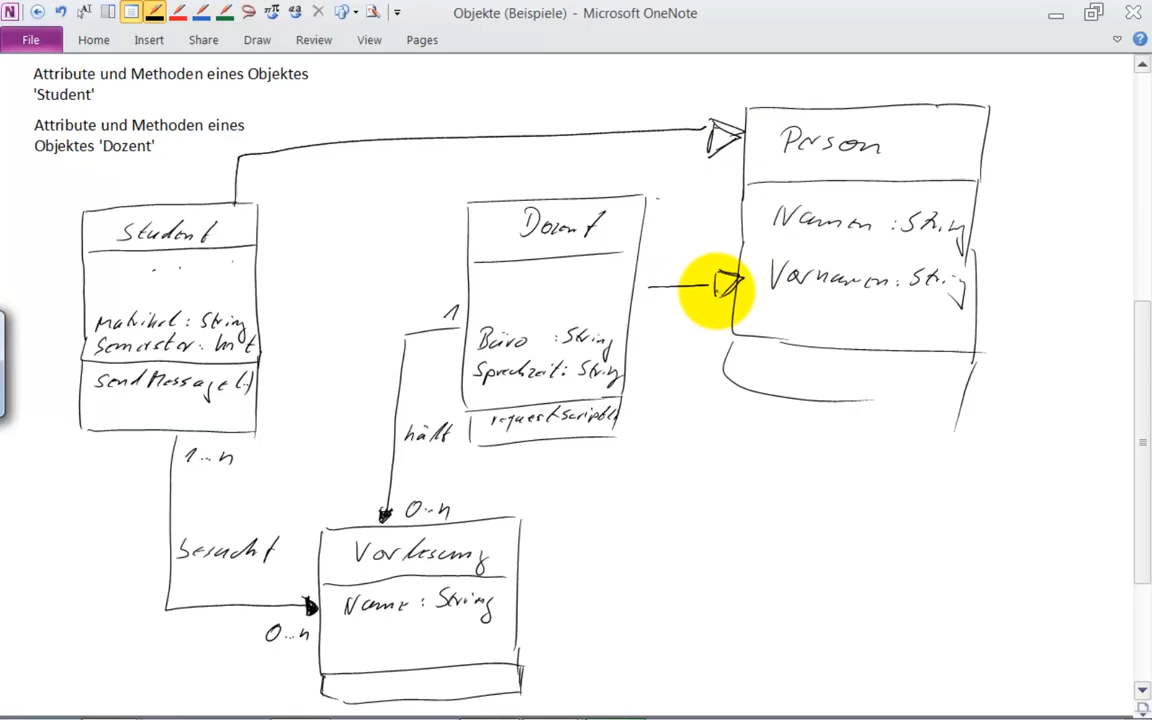 Objekte (Beispiele) - Microsoft OneNote
File Home Insert Share Draw Review View Pages
Attribute und Methoden eines Objektes
'Student'
Attribute und Methoden eines
Objektes 'Dozent'
Person
Namen : String
Vornamen : String
Student
Matrikel : String
Semester : Int
sendMessage(.)
1..n
Dozent
Büro : String
Sprechzeit : String
1
hält
0..n
besucht
0..n
Vorlesung
Name : String